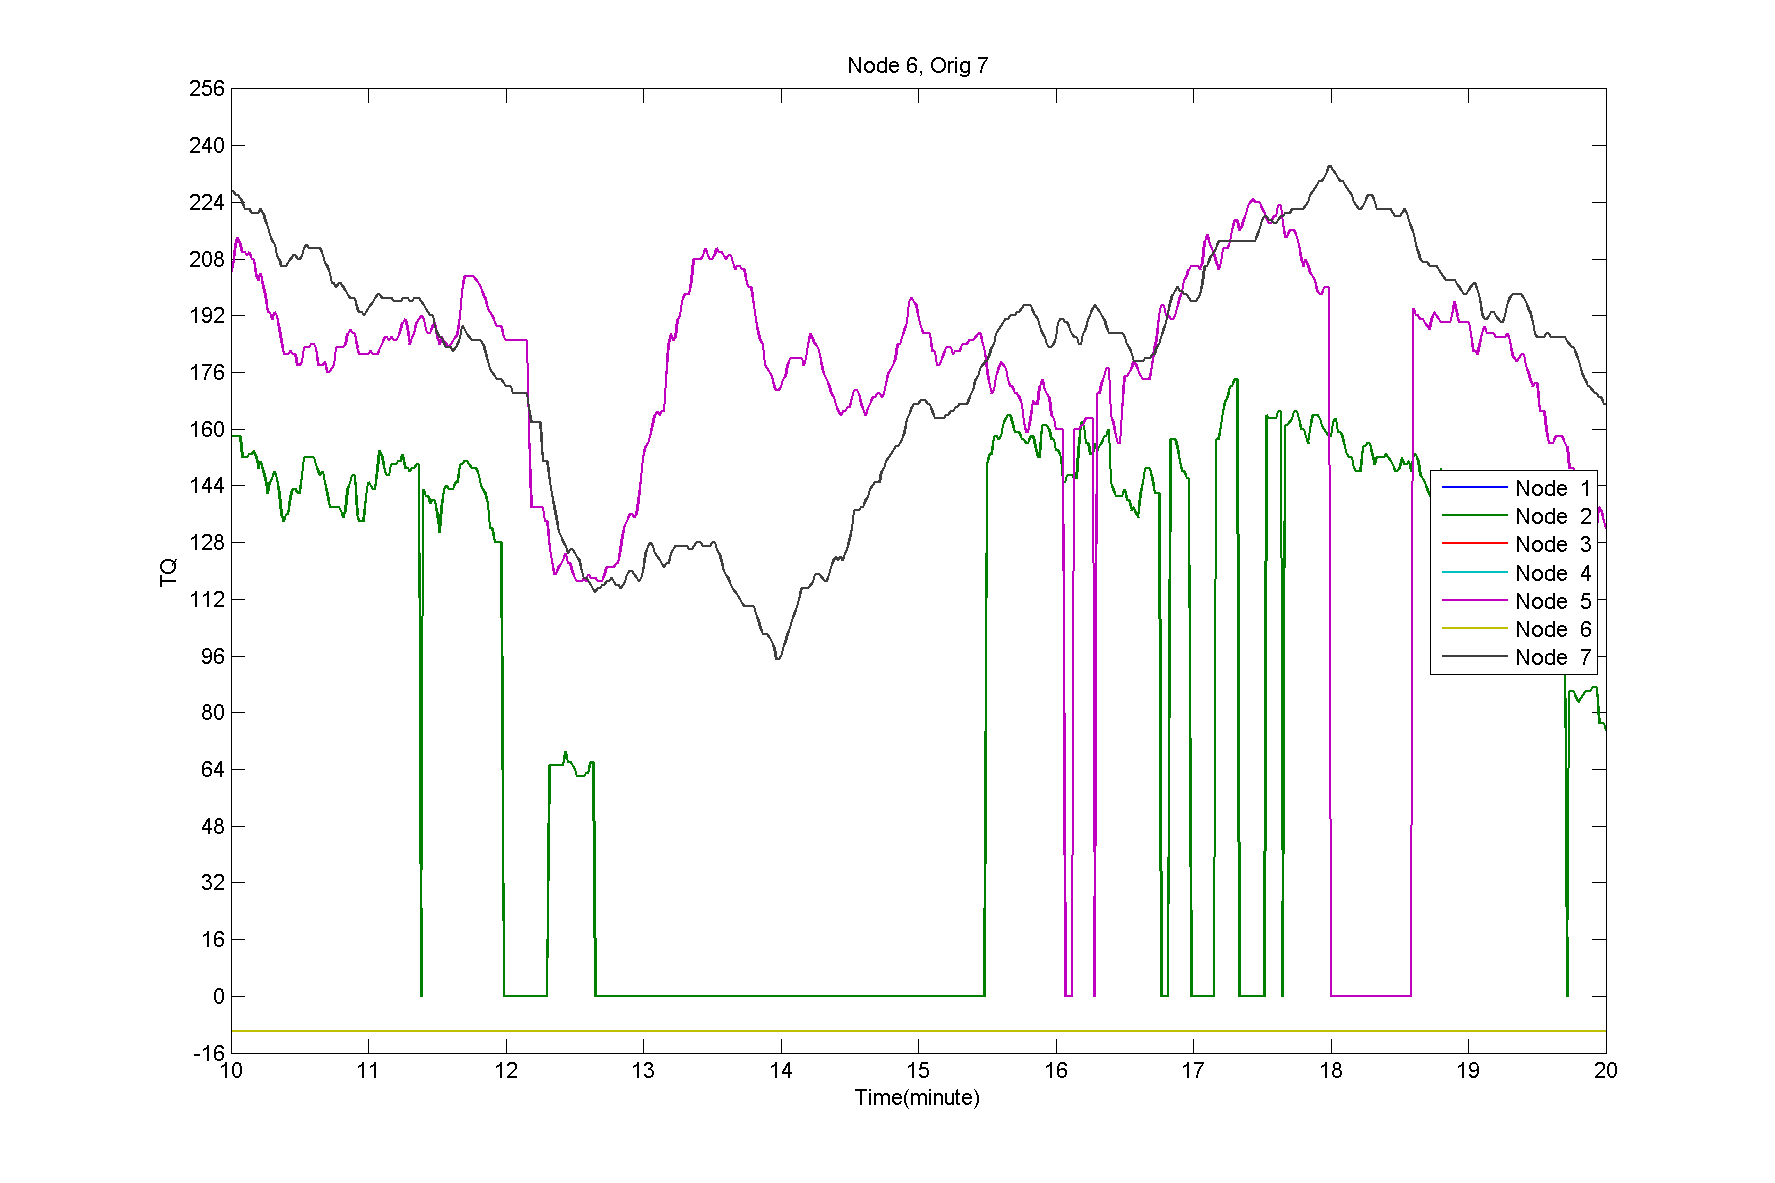 Node 6, Orig 7
256
240
224
208
192
176
160
144
128
112
96
80
64
48
32
16
0
-16
TQ
10 11 12 13 14 15 16 17 18 19 20
Time(minute)
Node 1
Node 2
Node 3
Node 4
Node 5
Node 6
Node 7